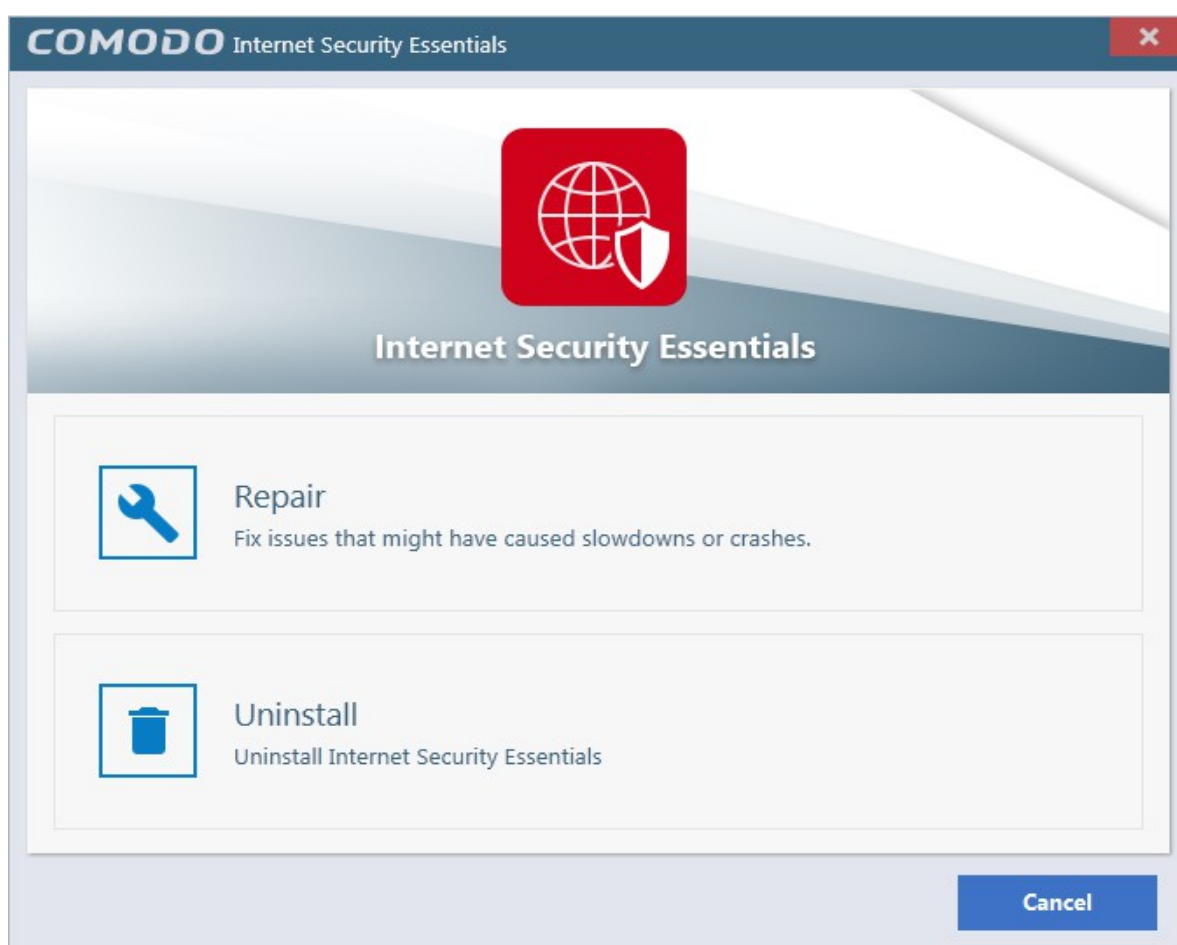 COMODO Internet Security Essentials
Internet Security Essentials
Repair
Fix issues that might have caused slowdowns or crashes.
Uninstall
Uninstall Internet Security Essentials
Cancel